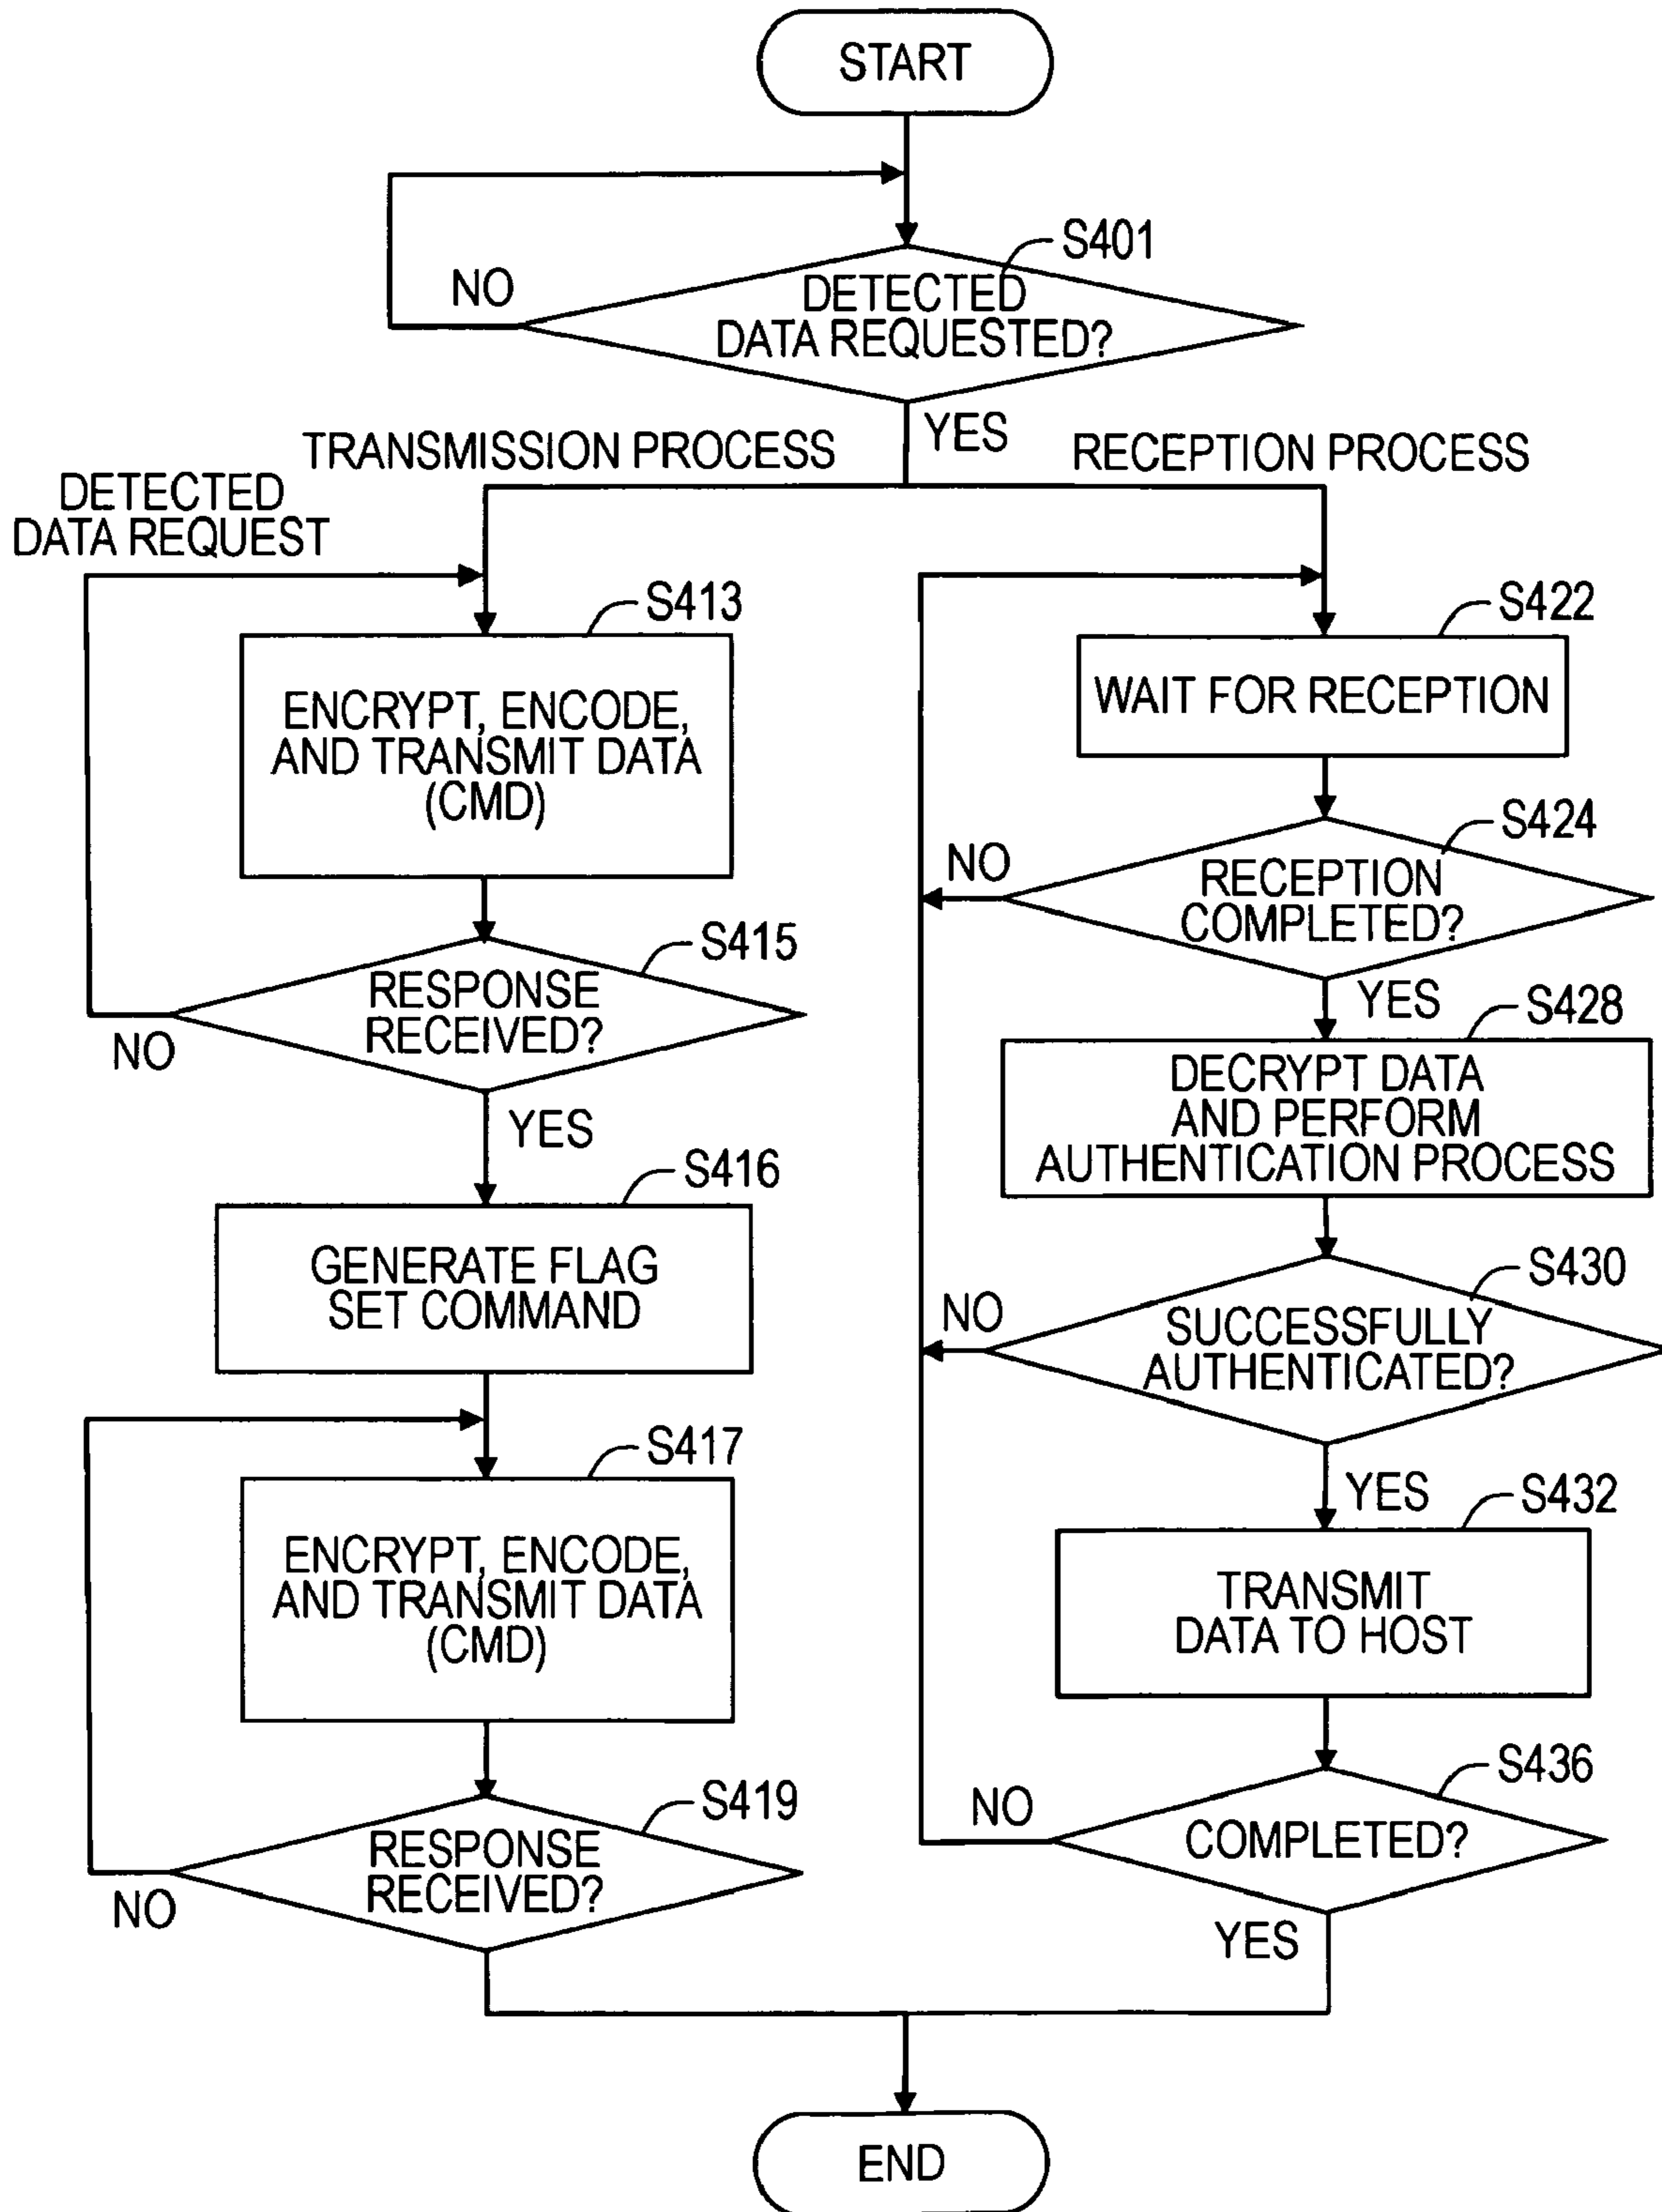 START
S401
NO
DETECTED
DATA REQUESTED?
YES
TRANSMISSION PROCESS
RECEPTION PROCESS
DETECTED
DATA REQUEST
S413
ENCRYPT, ENCODE,
AND TRANSMIT DATA
(CMD)
S415
RESPONSE
RECEIVED?
NO
YES
S416
GENERATE FLAG
SET COMMAND
S417
ENCRYPT, ENCODE,
AND TRANSMIT DATA
(CMD)
S419
RESPONSE
RECEIVED?
NO
S422
WAIT FOR RECEPTION
S424
NO
RECEPTION
COMPLETED?
YES
S428
DECRYPT DATA
AND PERFORM
AUTHENTICATION PROCESS
S430
NO
SUCCESSFULLY
AUTHENTICATED?
YES
S432
TRANSMIT
DATA TO HOST
S436
NO
COMPLETED?
YES
END